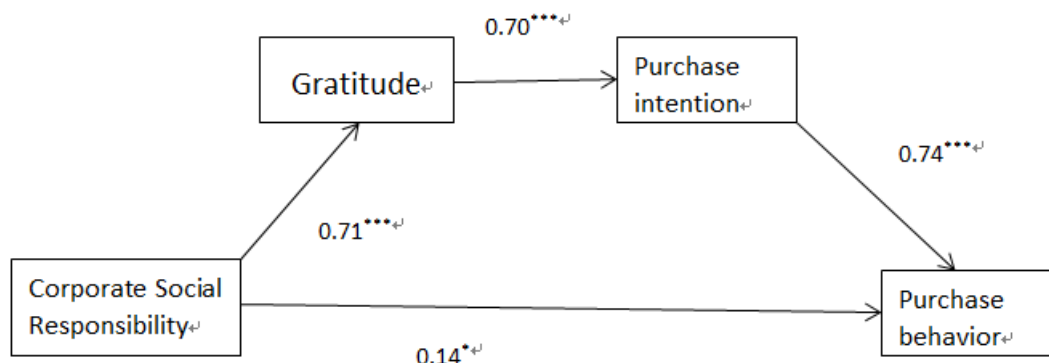 0.70***↵
Gratitude↵
Purchase
intention↵
0.74***↵
0.71***↵
Corporate Social
Responsibility↵
Purchase
behavior↵
0.14*↵